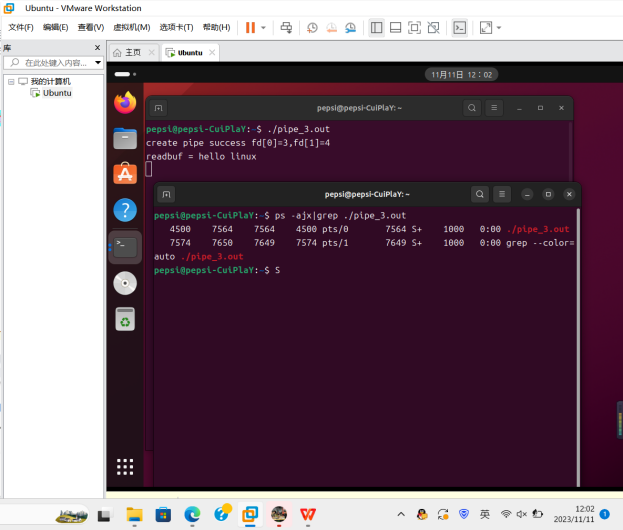 Ubuntu - VMware Workstation
文件(F) 编辑(E) 查看(V) 虚拟机(M) 选项卡(T) 帮助(H)
库
在此处键入内容...
我的计算机
Ubuntu
主页
Ubuntu
11月11日 12：02
pepsi@pepsi-CuiPlaY: ~
pepsi@pepsi-CuiPlaY:~$ ./pipe_3.out
create pipe success fd[0]=3,fd[1]=4
readbuf = hello linux
pepsi@pepsi-CuiPlaY: ~
pepsi@pepsi-CuiPlaY:~$ ps -ajx|grep ./pipe_3.out
4500 7564 7564 4500 pts/0 7564 S+ 1000 0:00 ./pipe_3.out
7574 7650 7649 7574 pts/1 7649 S+ 1000 0:00 grep --color=
auto ./pipe_3.out
pepsi@pepsi-CuiPlaY:~$ S
英
12:02
2023/11/11
1